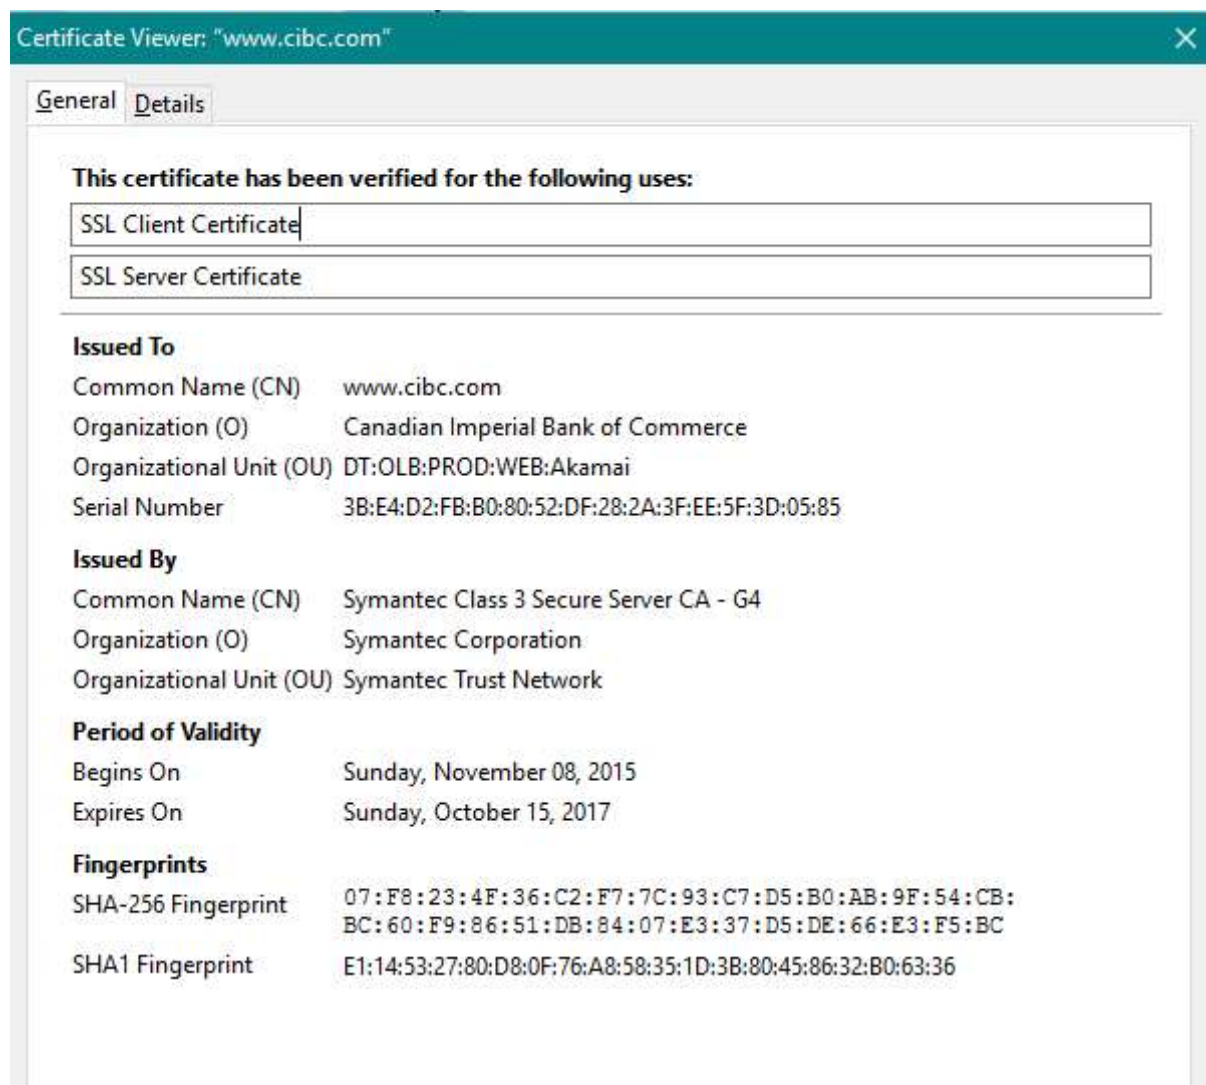 Certificate Viewer: "www.cibc.com"
General Details
This certificate has been verified for the following uses:
SSL Client Certificate
SSL Server Certificate
Issued To
Common Name (CN) www.cibc.com
Organization (O) Canadian Imperial Bank of Commerce
Organizational Unit (OU) DT:OLB:PROD:WEB:Akamai
Serial Number 3B:E4:D2:FB:B0:80:52:DF:28:2A:3F:EE:5F:3D:05:85
Issued By
Common Name (CN) Symantec Class 3 Secure Server CA - G4
Organization (O) Symantec Corporation
Organizational Unit (OU) Symantec Trust Network
Period of Validity
Begins On Sunday, November 08, 2015
Expires On Sunday, October 15, 2017
Fingerprints
SHA-256 Fingerprint 07:F8:23:4F:36:C2:F7:7C:93:C7:D5:B0:AB:9F:54:CB:
BC:60:F9:86:51:DB:84:07:E3:37:D5:DE:66:E3:F5:BC
SHA1 Fingerprint E1:14:53:27:80:D8:0F:76:A8:58:35:1D:3B:80:45:86:32:B0:63:36